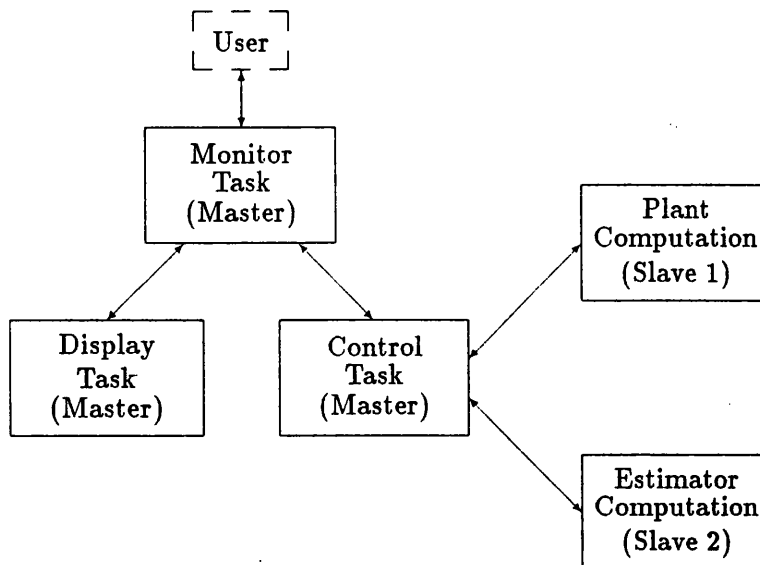 User
Monitor
Task
(Master)
Plant
Computation
(Slave 1)
Display
Task
(Master)
Control
Task
(Master)
Estimator
Computation
(Slave 2)